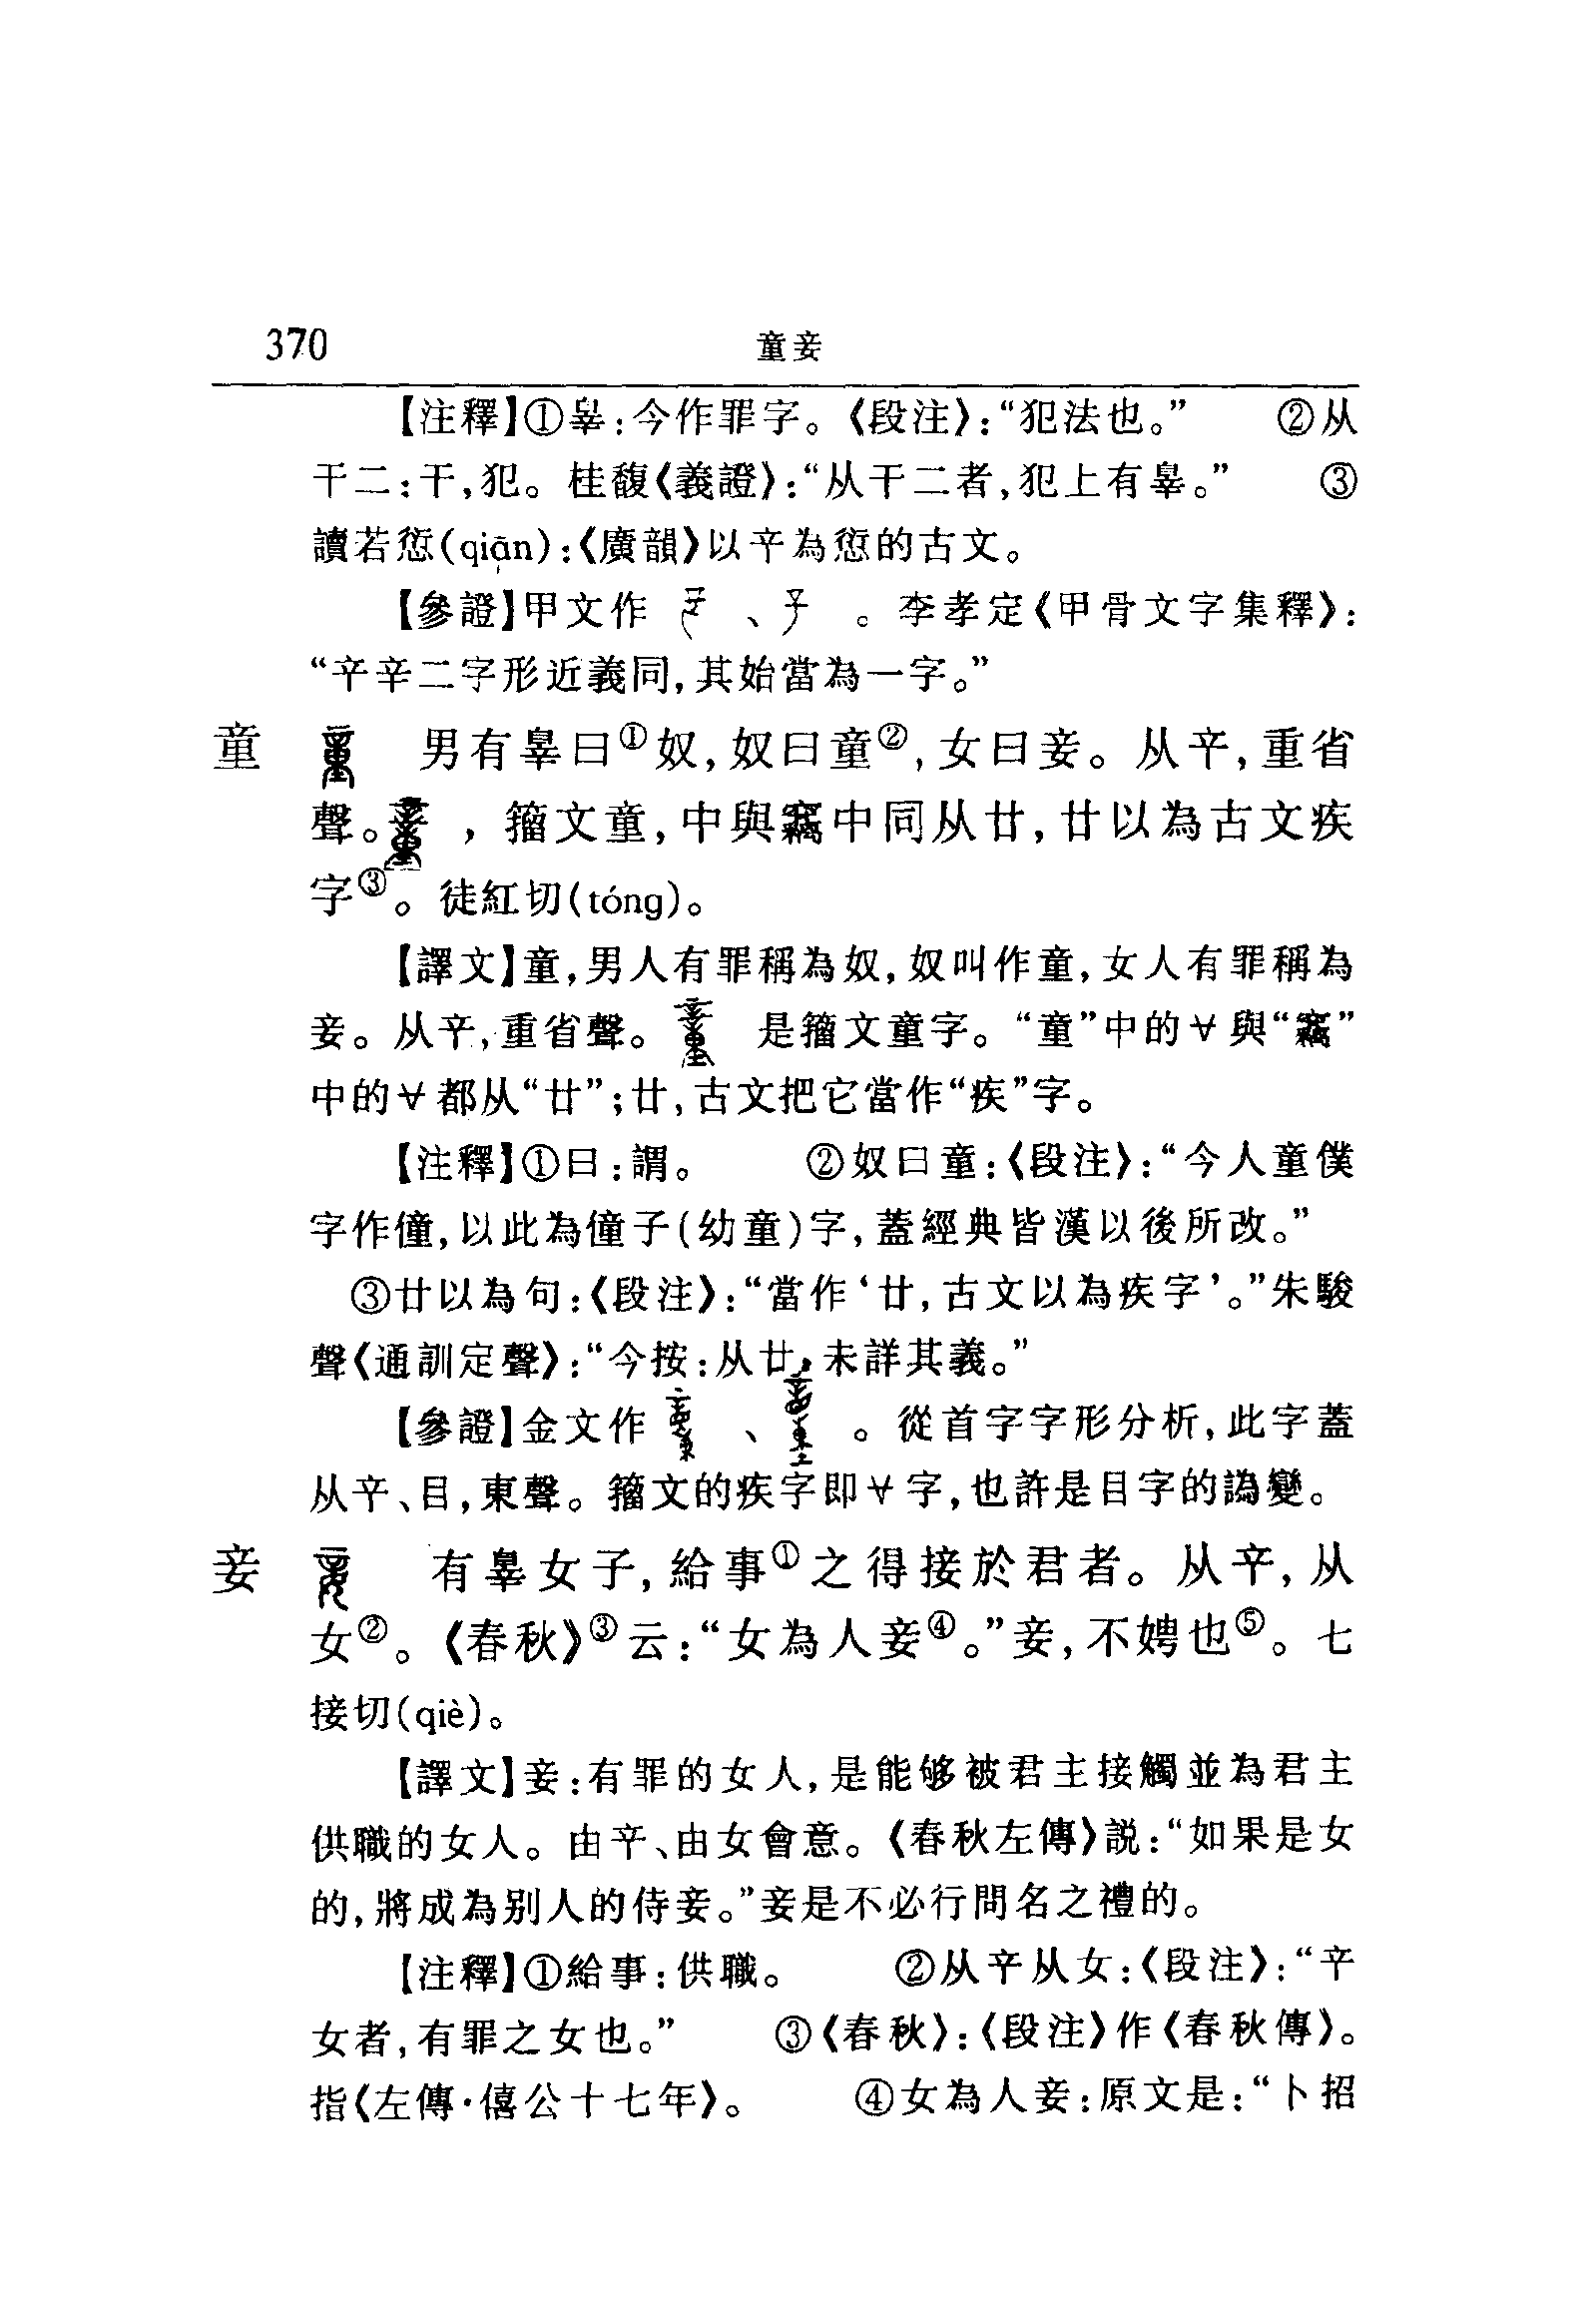 370 童妾
【注釋】①辠:今作罪字。《段注》:“犯法也。” ②从
干二:干,犯。桂馥《義證》:“从干二者,犯上有辠。” ③
讀若愆(qiān):《廣韻》以䇂為愆的古文。
【參證】甲文作 、 。李孝定《甲骨文字集釋》:
“䇂辛二字形近義同,其始當為一字。”
童 男有辠曰①奴,奴曰童②,女曰妾。从䇂,重省
聲。 ,籀文童,中與竊中同从廿,廿以為古文疾
字③。徒紅切(tóng)。
【譯文】童,男人有罪稱為奴,奴叫作童,女人有罪稱為
妾。从䇂,重省聲。 是籀文童字。“童”中的 與“竊”
中的 都从“廿”;廿,古文把它當作“疾”字。
【注釋】①曰:謂。 ②奴曰童:《段注》:“今人童僕
字作僮,以此為僮子(幼童)字,蓋經典皆漢以後所改。”
③廿以為句:《段注》:“當作‘廿,古文以為疾字’。”朱駿
聲《通訓定聲》:“今按:从廿,未詳其義。”
【參證】金文作 、 。從首字字形分析,此字蓋
从䇂、目,東聲。籀文的疾字即 字,也許是目字的譌變。
妾 有辠女子,給事①之得接於君者。从䇂,从
女②。《春秋》③云:“女為人妾④。”妾,不娉也⑤。七
接切(qiè)。
【譯文】妾:有罪的女人,是能够被君主接觸並為君主
供職的女人。由䇂、由女會意。《春秋左傳》説:“如果是女
的,將成為别人的侍妾。”妾是不必行問名之禮的。
【注釋】①給事:供職。 ②从䇂从女:《段注》:“䇂
女者,有罪之女也。” ③《春秋》:《段注》作《春秋傳》。
指《左傳·僖公十七年》。 ④女為人妾:原文是:“卜招